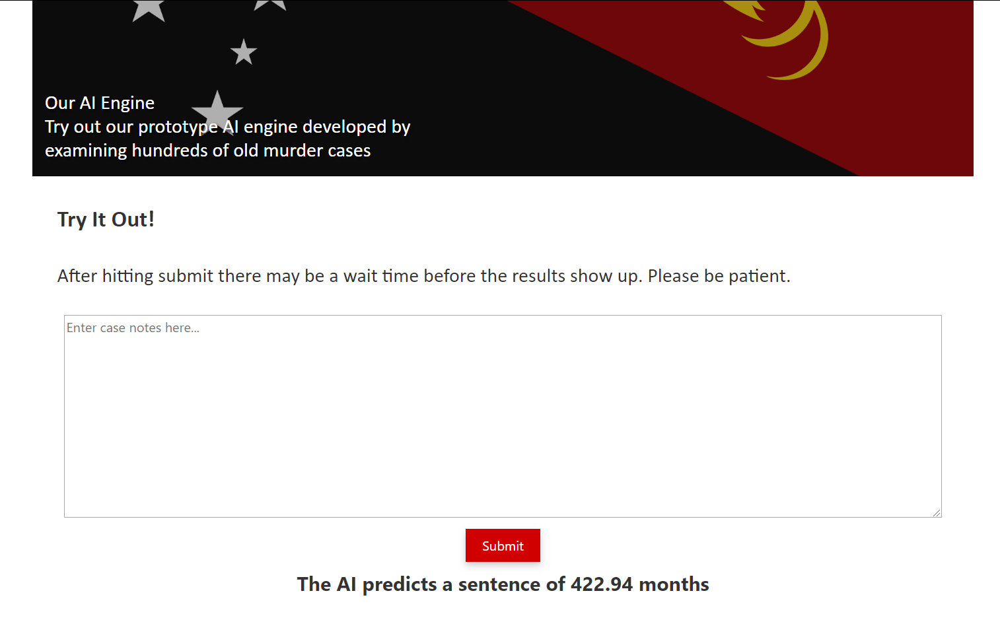 Our AI Engine
Try out our prototype AI engine developed by
examining hundreds of old murder cases
Try It Out!
After hitting submit there may be a wait time before the results show up. Please be patient.
Enter case notes here...
Submit
The AI predicts a sentence of 422.94 months